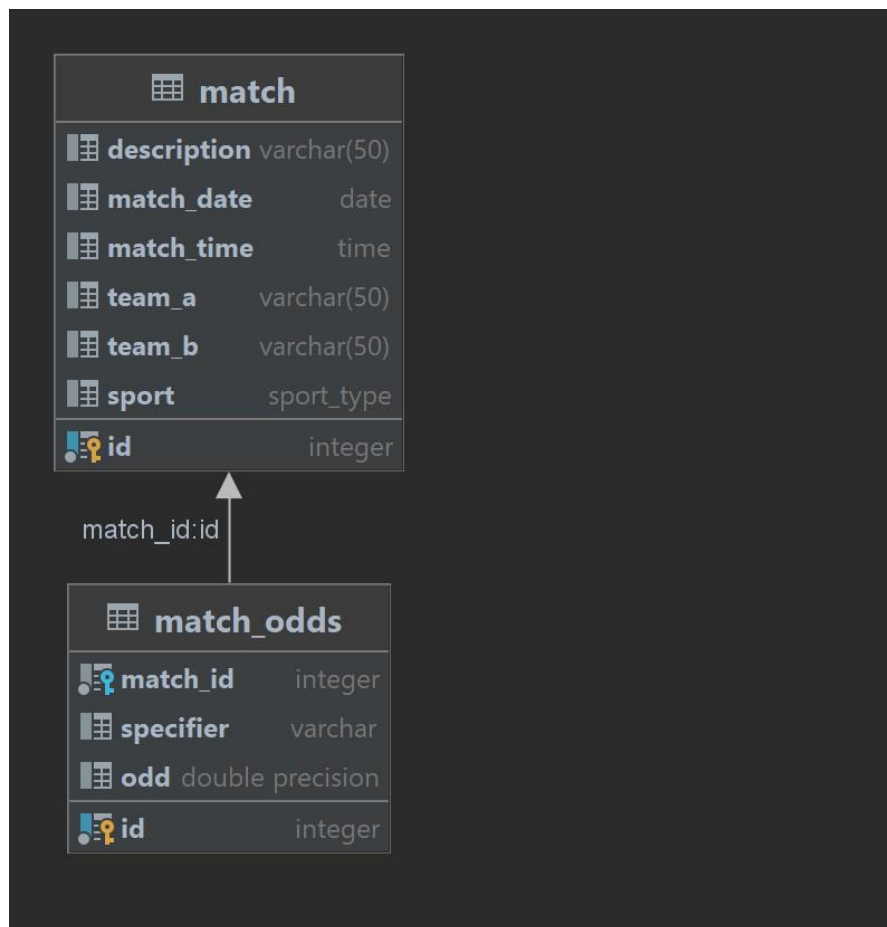 match
description varchar(50)
match_date date
match_time time
team_a varchar(50)
team_b varchar(50)
sport sport_type
id integer
match_id:id
match_odds
match_id integer
specifier varchar
odd double precision
id integer